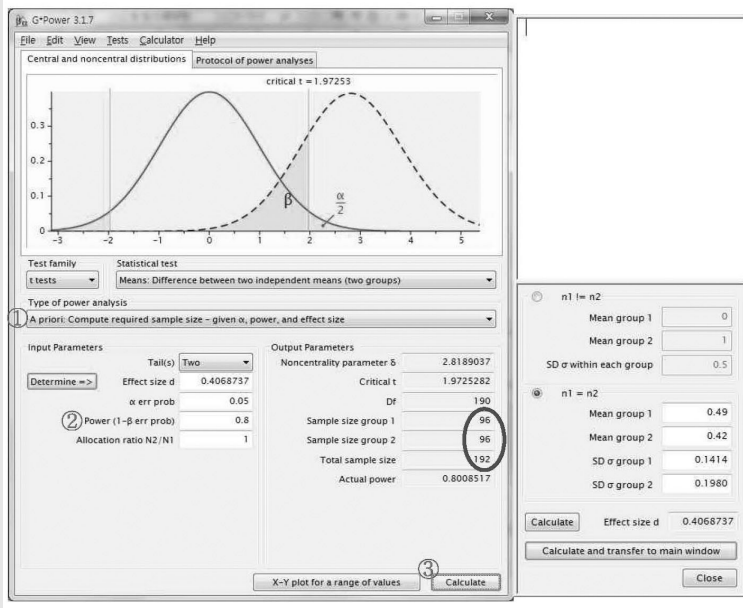 G*Power 3.1.7
File Edit View Tests Calculator Help
Central and noncentral distributions Protocol of power analyses
critical t = 1.97253
0.3
0.2
0.1
0
-3 -2 -1 0 1 2 3 4 5
β
α
2
Test family Statistical test
t tests Means: Difference between two independent means (two groups)
Type of power analysis
① A priori: Compute required sample size – given α, power, and effect size
Input Parameters
Tail(s) Two
Determine => Effect size d 0.4068737
α err prob 0.05
② Power (1-β err prob) 0.8
Allocation ratio N2/N1 1
Output Parameters
Noncentrality parameter δ 2.8189037
Critical t 1.9725282
Df 190
Sample size group 1 96
Sample size group 2 96
Total sample size 192
Actual power 0.8008517
X-Y plot for a range of values ③ Calculate
n1 != n2
Mean group 1 0
Mean group 2 1
SD σ within each group 0.5
n1 = n2
Mean group 1 0.49
Mean group 2 0.42
SD σ group 1 0.1414
SD σ group 2 0.1980
Calculate Effect size d 0.4068737
Calculate and transfer to main window
Close